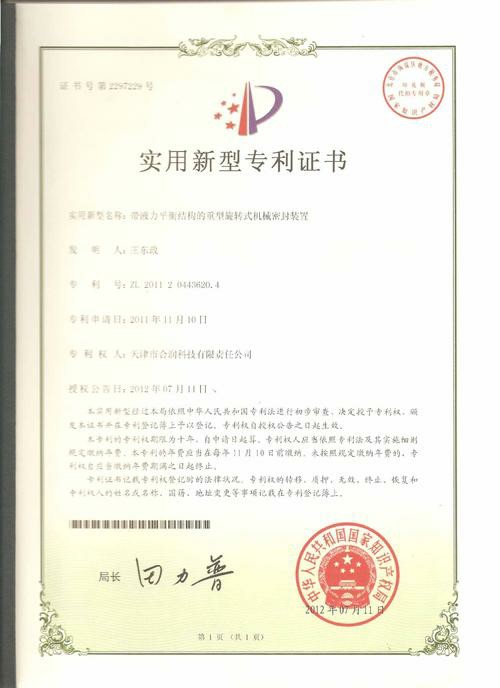 证书号第2297229号
印花税
代扣专用章
实用新型专利证书
实用新型名称：带液力平衡结构的重型旋转式机械密封装置
发 明 人：王东政
专 利 号：ZL 2011 2 0443620.4
专利申请日：2011年11月10日
专 利 权 人：天津市合润科技有限责任公司
授权公告日：2012年07月11日
本实用新型经过本局依照中华人民共和国专利法进行初步审查，决定授予专利权，颁
发本证书并在专利登记簿上予以登记。专利权自授权公告之日起生效。
本专利的专利权期限为十年，自申请日起算。专利权人应当依照专利法及其实施细则
规定缴纳年费。本专利的年费应当在每年 11 月 10 日前缴纳。未按照规定缴纳年费的，专利
权自应当缴纳年费期满之日起终止。
专利证书记载专利权登记时的法律状况。专利权的转移、质押、无效、终止、恢复和
专利权人的姓名或名称、国籍、地址变更等事项记载在专利登记簿上。
局长 田力普
中华人民共和国国家知识产权局
2012年07月11日
第 1 页（共 1 页）